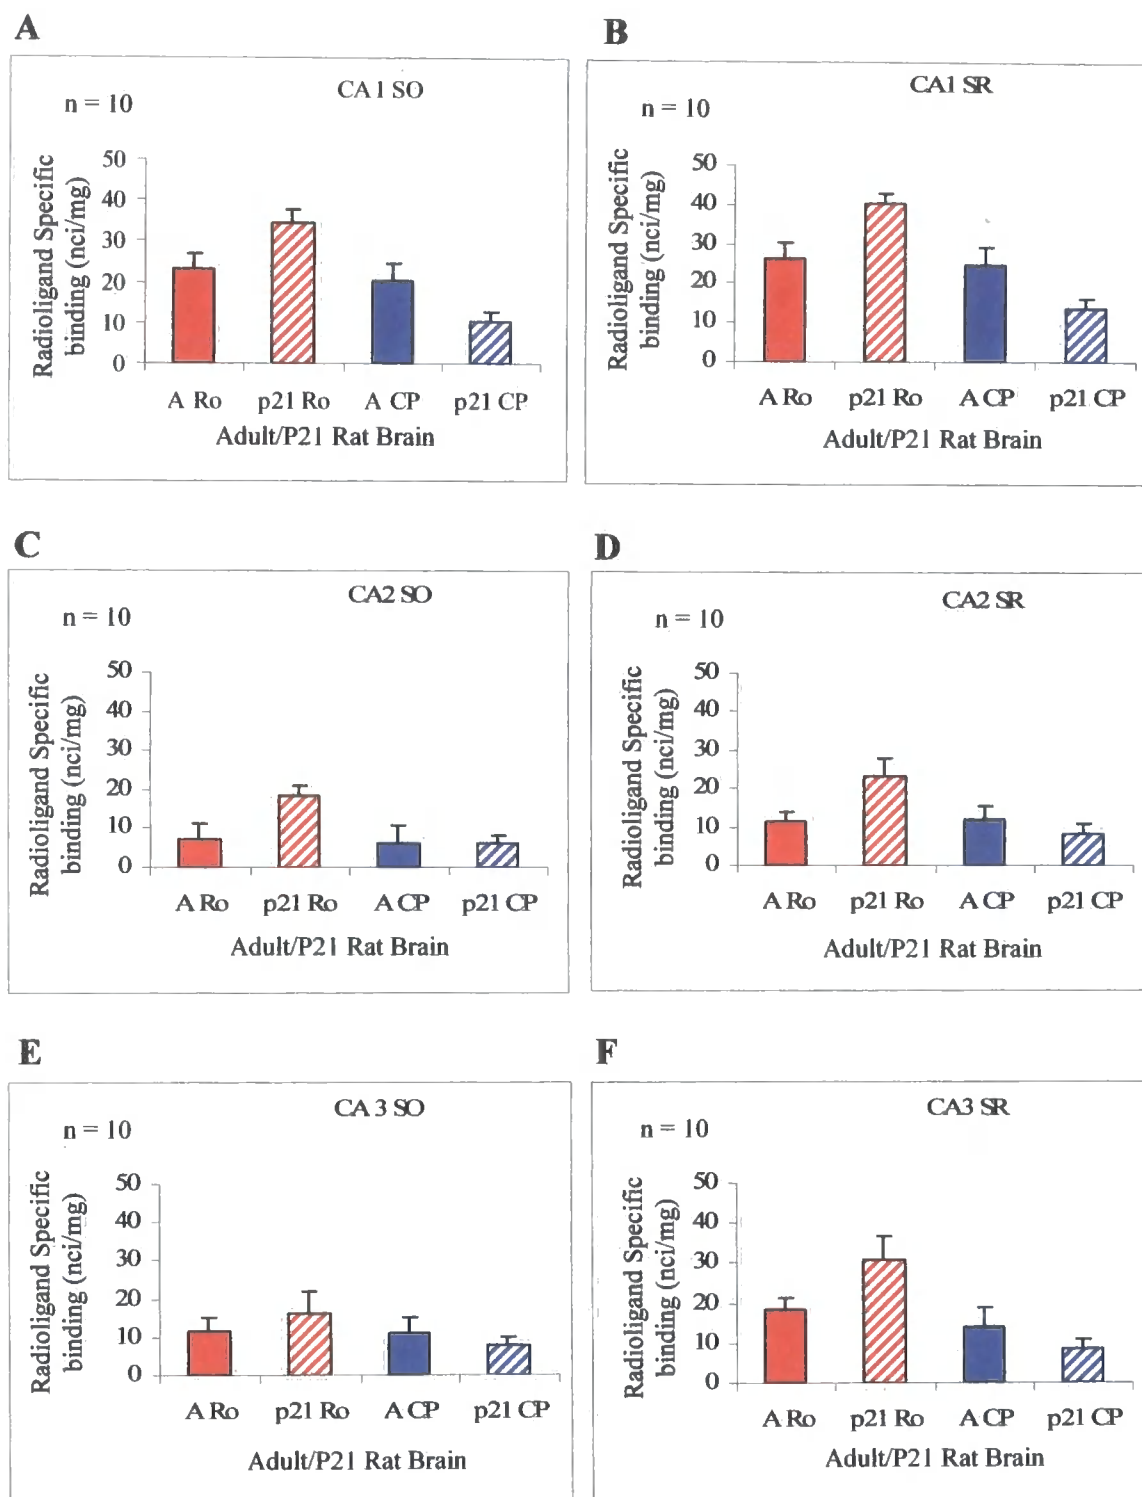 A
CA1 SO
n = 10
Radioligand Specific
binding (nci/mg)
50
40
30
20
10
0
A Ro p21 Ro A CP p21 CP
Adult/P21 Rat Brain
B
CA1 SR
n = 10
Radioligand Specific
binding (nci/mg)
50
40
30
20
10
0
A Ro p21 Ro A CP p21 CP
Adult/P21 Rat Brain
C
CA2 SO
n = 10
Radioligand Specific
binding (nci/mg)
50
40
30
20
10
0
A Ro p21 Ro A CP p21 CP
Adult/P21 Rat Brain
D
CA2 SR
n = 10
Radioligand Specific
binding (nci/mg)
50
40
30
20
10
0
A Ro p21 Ro A CP p21 CP
Adult/P21 Rat Brain
E
CA 3 SO
n = 10
Radioligand Specific
binding (nci/mg)
50
40
30
20
10
0
A Ro p21 Ro A CP p21 CP
Adult/P21 Rat Brain
F
CA3 SR
n = 10
Radioligand Specific
binding (nci/mg)
50
40
30
20
10
0
A Ro p21 Ro A CP p21 CP
Adult/P21 Rat Brain